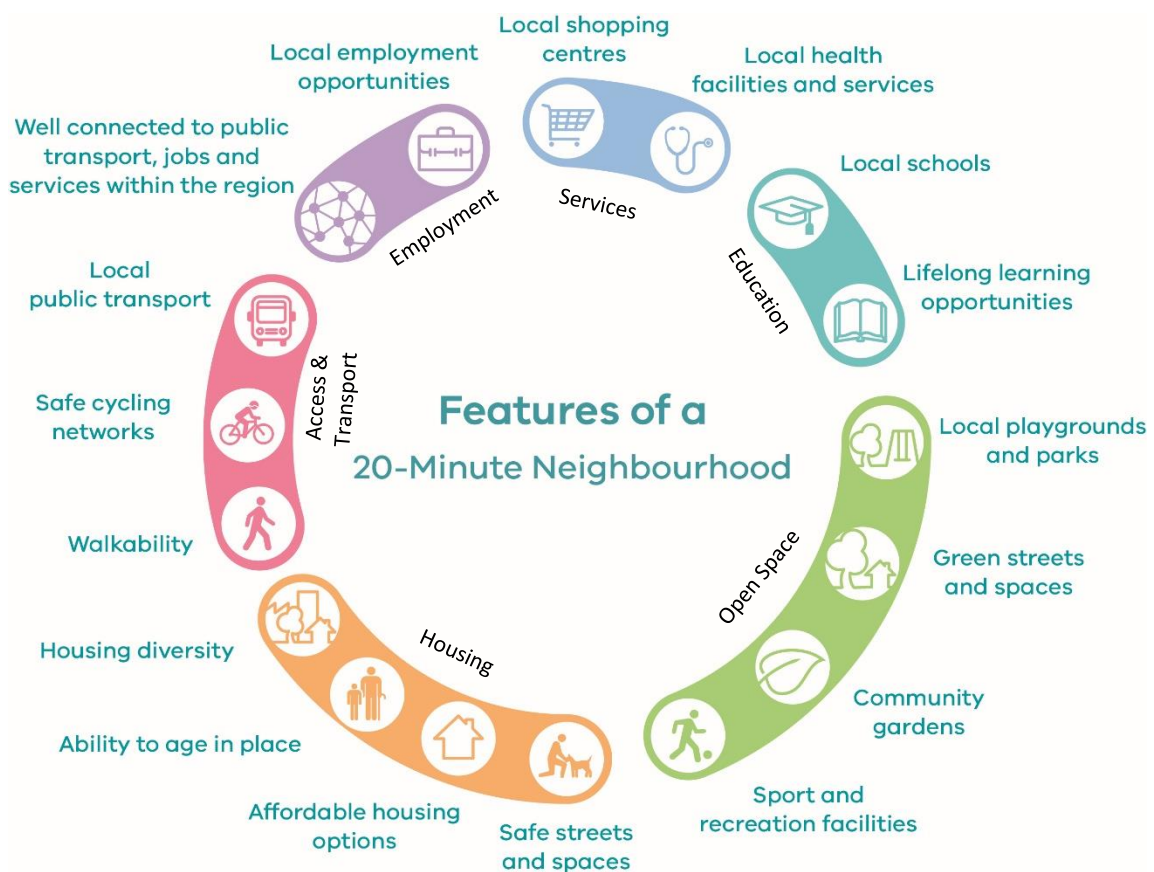 Features of a
20-Minute Neighbourhood
Local shopping
centres
Local health
facilities and services
Services
Local schools
Lifelong learning
opportunities
Education
Local playgrounds
and parks
Green streets
and spaces
Community
gardens
Sport and
recreation facilities
Open Space
Safe streets
and spaces
Affordable housing
options
Ability to age in place
Housing diversity
Housing
Walkability
Safe cycling
networks
Local
public transport
Access &
Transport
Well connected to public
transport, jobs and
services within the region
Local employment
opportunities
Employment